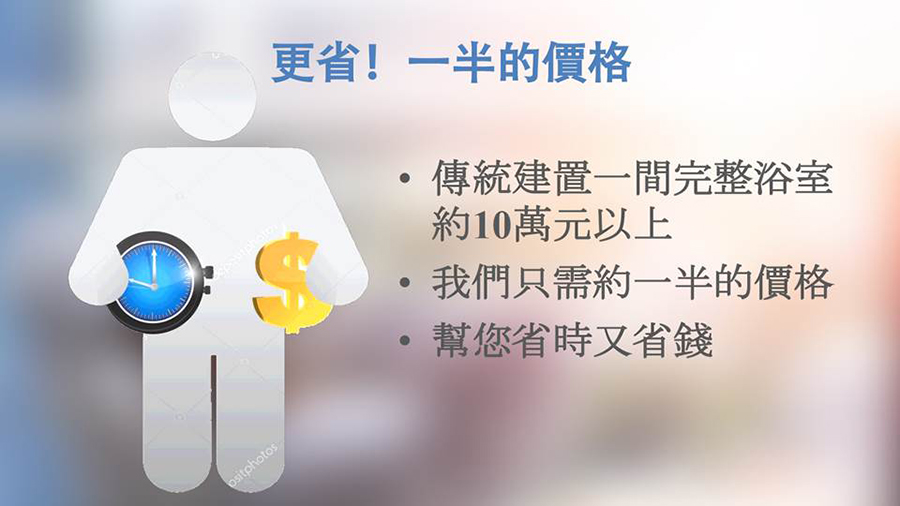 更省！一半的價格
• 傳統建置一間完整浴室
約10萬元以上
• 我們只需約一半的價格
• 幫您省時又省錢
depositphotos
ositphotos